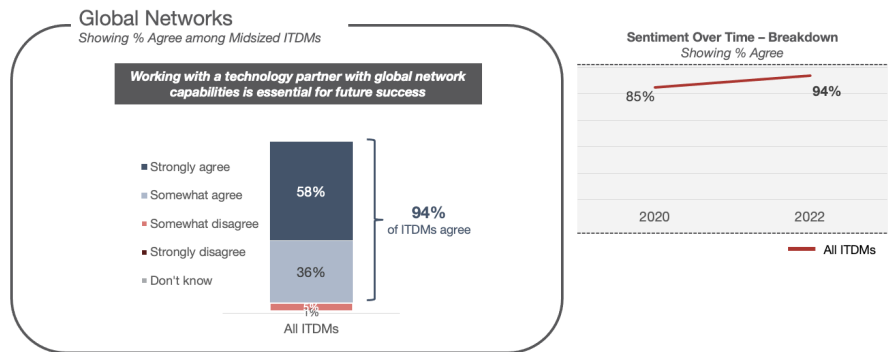 Global Networks
Showing % Agree among Midsized ITDMs
Working with a technology partner with global network
capabilities is essential for future success
Strongly agree
Somewhat agree
Somewhat disagree
Strongly disagree
Don't know
58%
36%
5%
1%
All ITDMs
94%
of ITDMs agree
Sentiment Over Time – Breakdown
Showing % Agree
85%
94%
2020
2022
All ITDMs